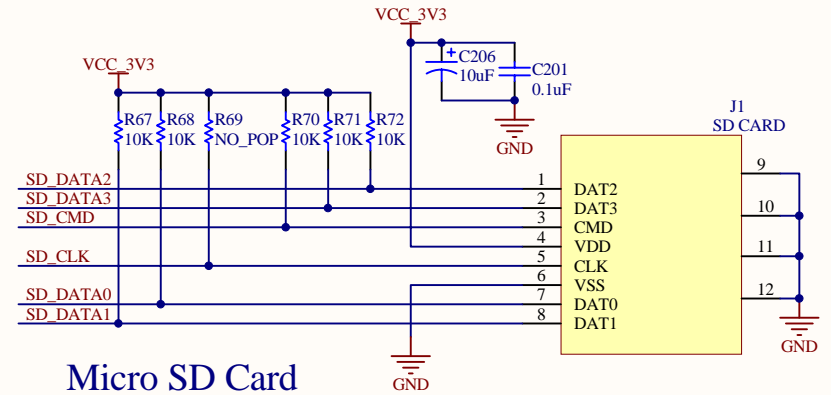 VCC_3V3
VCC_3V3
C206
10uF
C201
0.1uF
GND
R67
10K
R68
10K
R69
NO_POP
R70
10K
R71
10K
R72
10K
J1
SD CARD
SD_DATA2
1
DAT2
9
SD_DATA3
2
DAT3
SD_CMD
3
CMD
10
4
VDD
SD_CLK
5
CLK
11
6
VSS
SD_DATA0
7
DAT0
12
SD_DATA1
8
DAT1
GND
GND
Micro SD Card